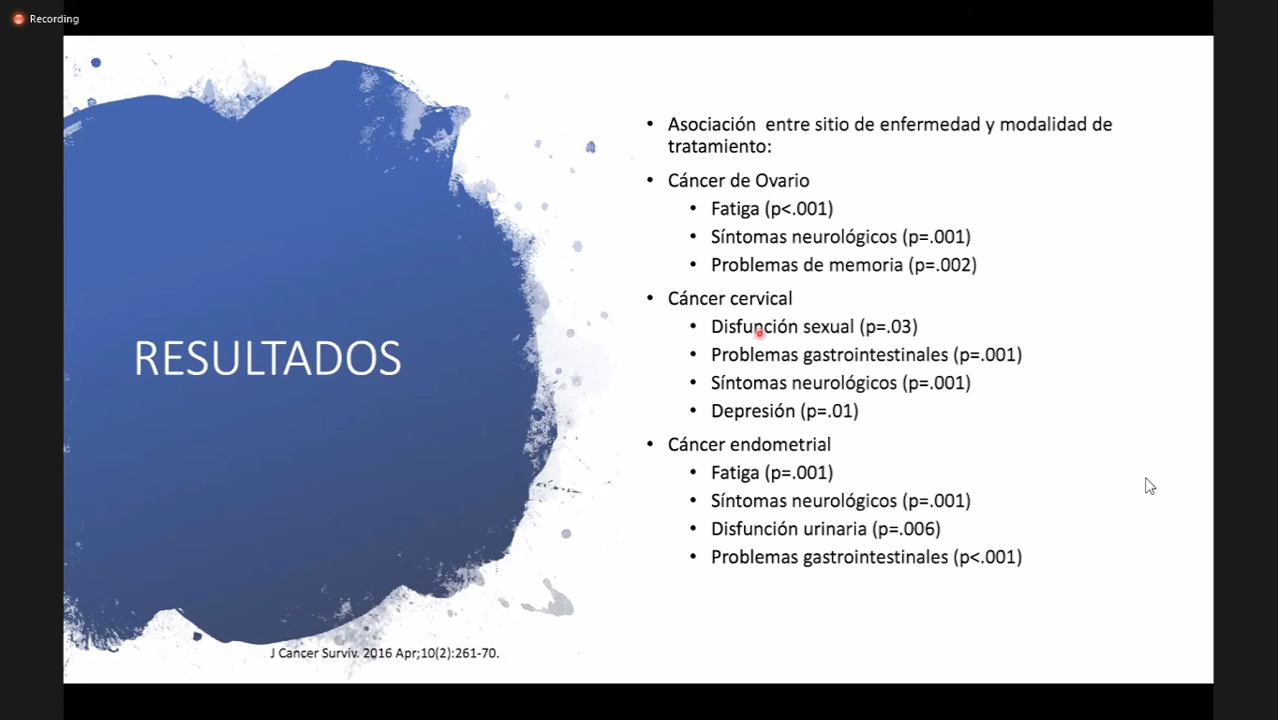 Recording
RESULTADOS
• Asociación entre sitio de enfermedad y modalidad de
tratamiento:
• Cáncer de Ovario
• Fatiga (p<.001)
• Síntomas neurológicos (p=.001)
• Problemas de memoria (p=.002)
• Cáncer cervical
• Disfunción sexual (p=.03)
• Problemas gastrointestinales (p=.001)
• Síntomas neurológicos (p=.001)
• Depresión (p=.01)
• Cáncer endometrial
• Fatiga (p=.001)
• Síntomas neurológicos (p=.001)
• Disfunción urinaria (p=.006)
• Problemas gastrointestinales (p<.001)
J Cancer Surviv. 2016 Apr;10(2):261-70.